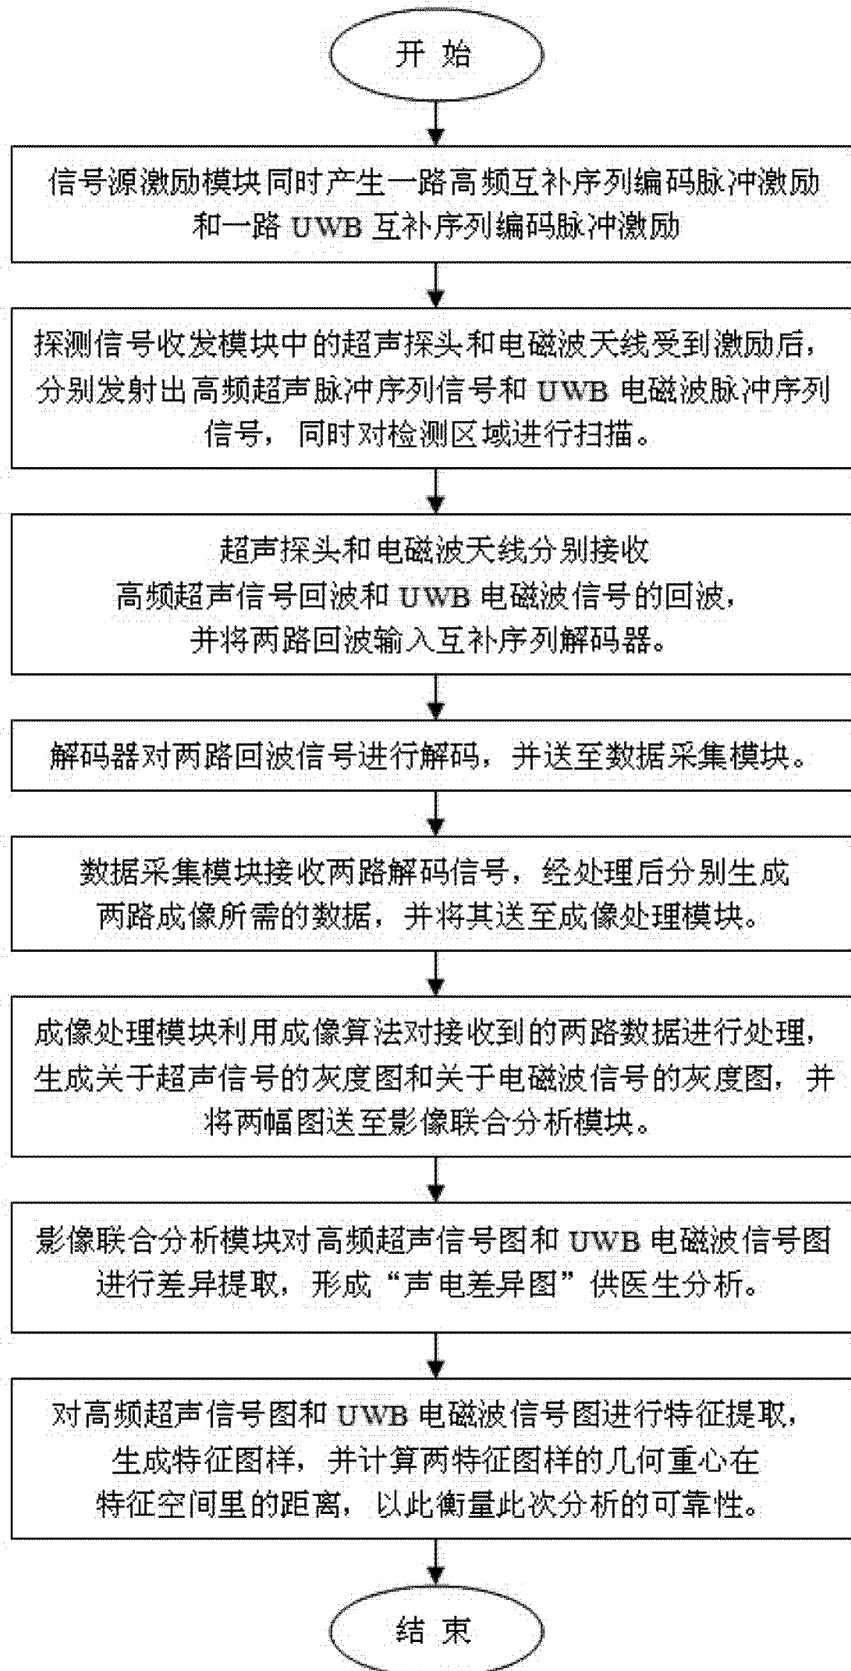 开 始
信号源激励模块同时产生一路高频互补序列编码脉冲激励
和一路 UWB 互补序列编码脉冲激励
探测信号收发模块中的超声探头和电磁波天线受到激励后，
分别发射出高频超声脉冲序列信号和 UWB 电磁波脉冲序列
信号，同时对检测区域进行扫描。
超声探头和电磁波天线分别接收
高频超声信号回波和 UWB 电磁波信号的回波，
并将两路回波输入互补序列解码器。
解码器对两路回波信号进行解码，并送至数据采集模块。
数据采集模块接收两路解码信号，经处理后分别生成
两路成像所需的数据，并将其送至成像处理模块。
成像处理模块利用成像算法对接收到的两路数据进行处理，
生成关于超声信号的灰度图和关于电磁波信号的灰度图，并
将两幅图送至影像联合分析模块。
影像联合分析模块对高频超声信号图和 UWB 电磁波信号图
进行差异提取，形成“声电差异图”供医生分析。
对高频超声信号图和 UWB 电磁波信号图进行特征提取，
生成特征图样，并计算两特征图样的几何重心在
特征空间里的距离，以此衡量此次分析的可靠性。
结 束